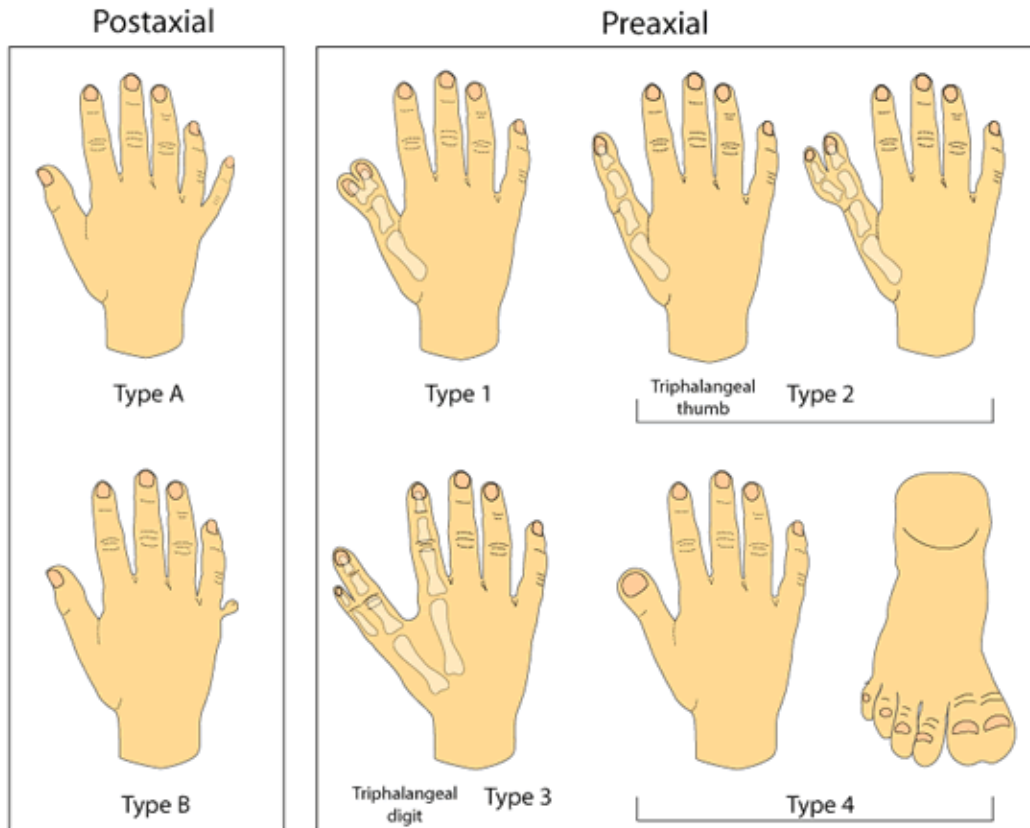 Postaxial
Preaxial
Type A
Type 1
Triphalangeal
thumb
Type 2
Type B
Triphalangeal
digit
Type 3
Type 4